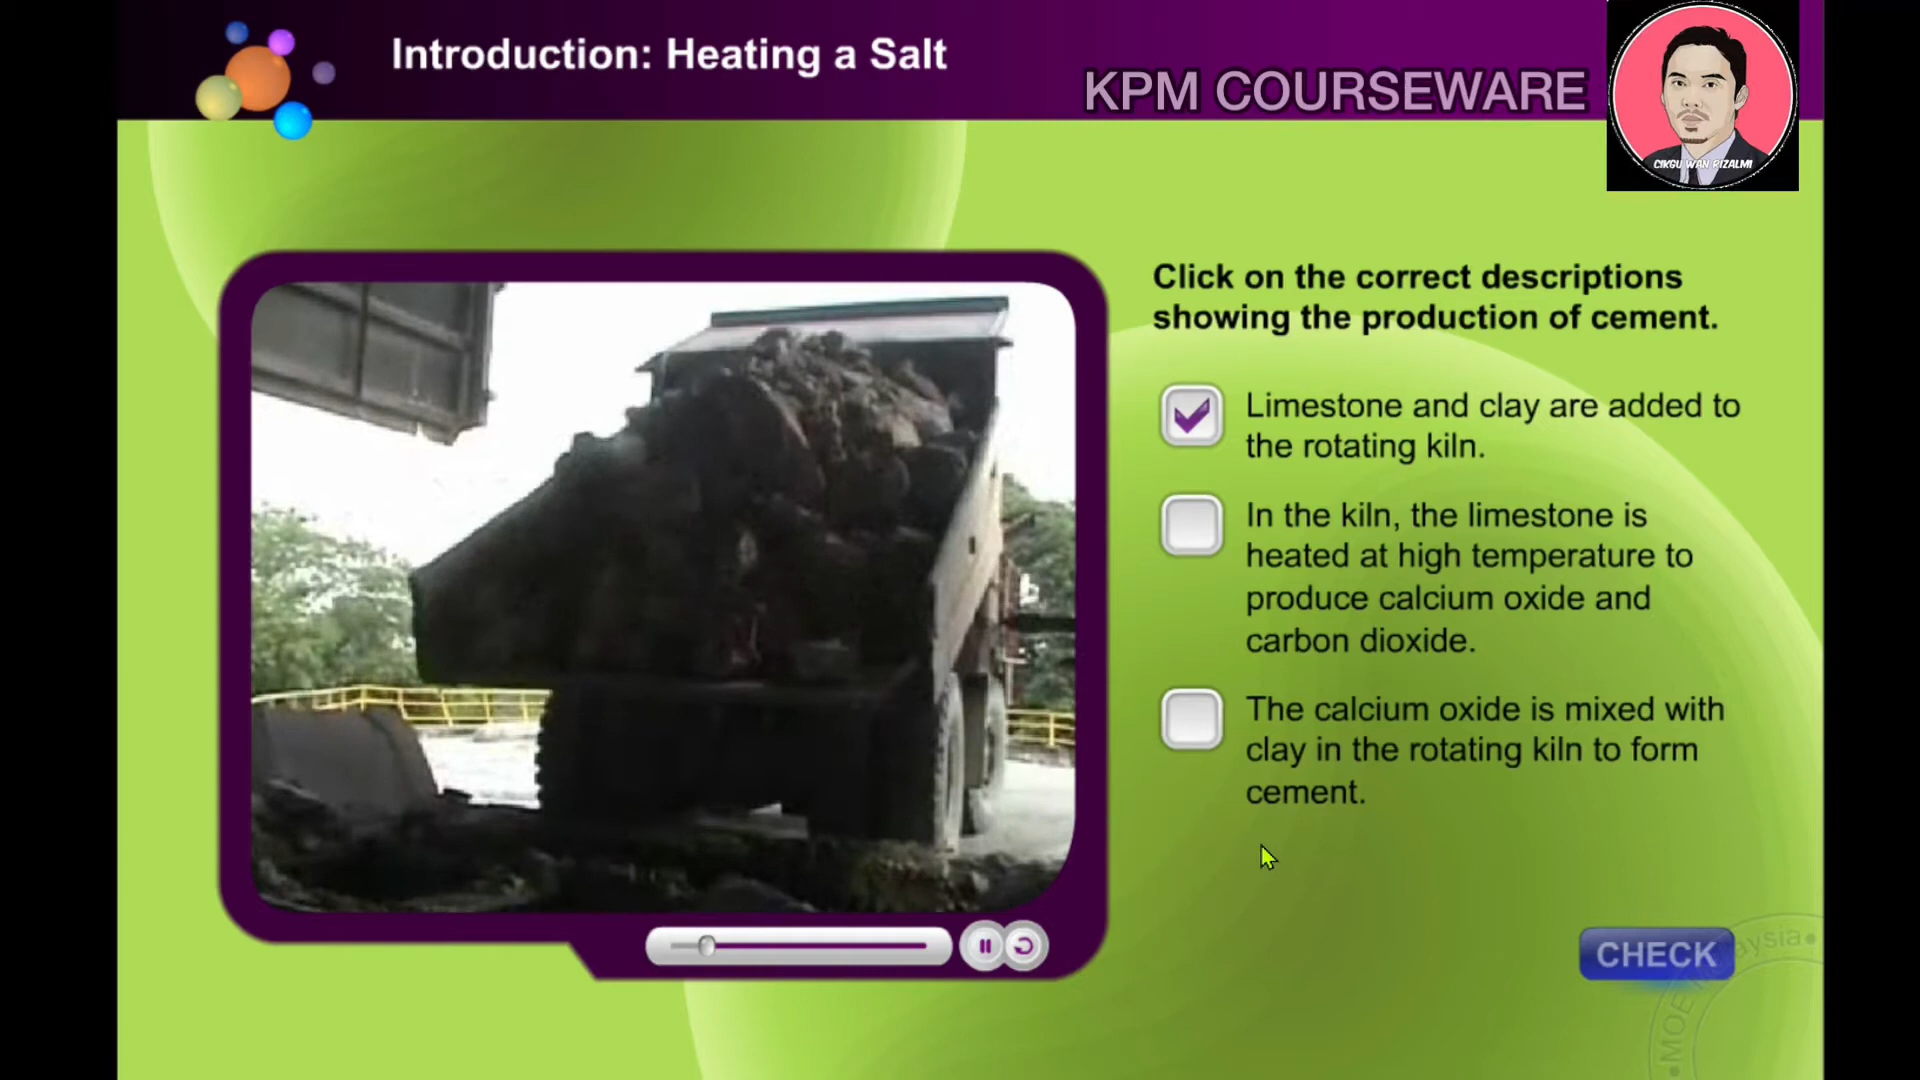 Introduction: Heating a Salt
KPM COURSEWARE
CIKGU WAN RIZALMI
Click on the correct descriptions
showing the production of cement.
Limestone and clay are added to
the rotating kiln.
In the kiln, the limestone is
heated at high temperature to
produce calcium oxide and
carbon dioxide.
The calcium oxide is mixed with
clay in the rotating kiln to form
cement.
CHECK